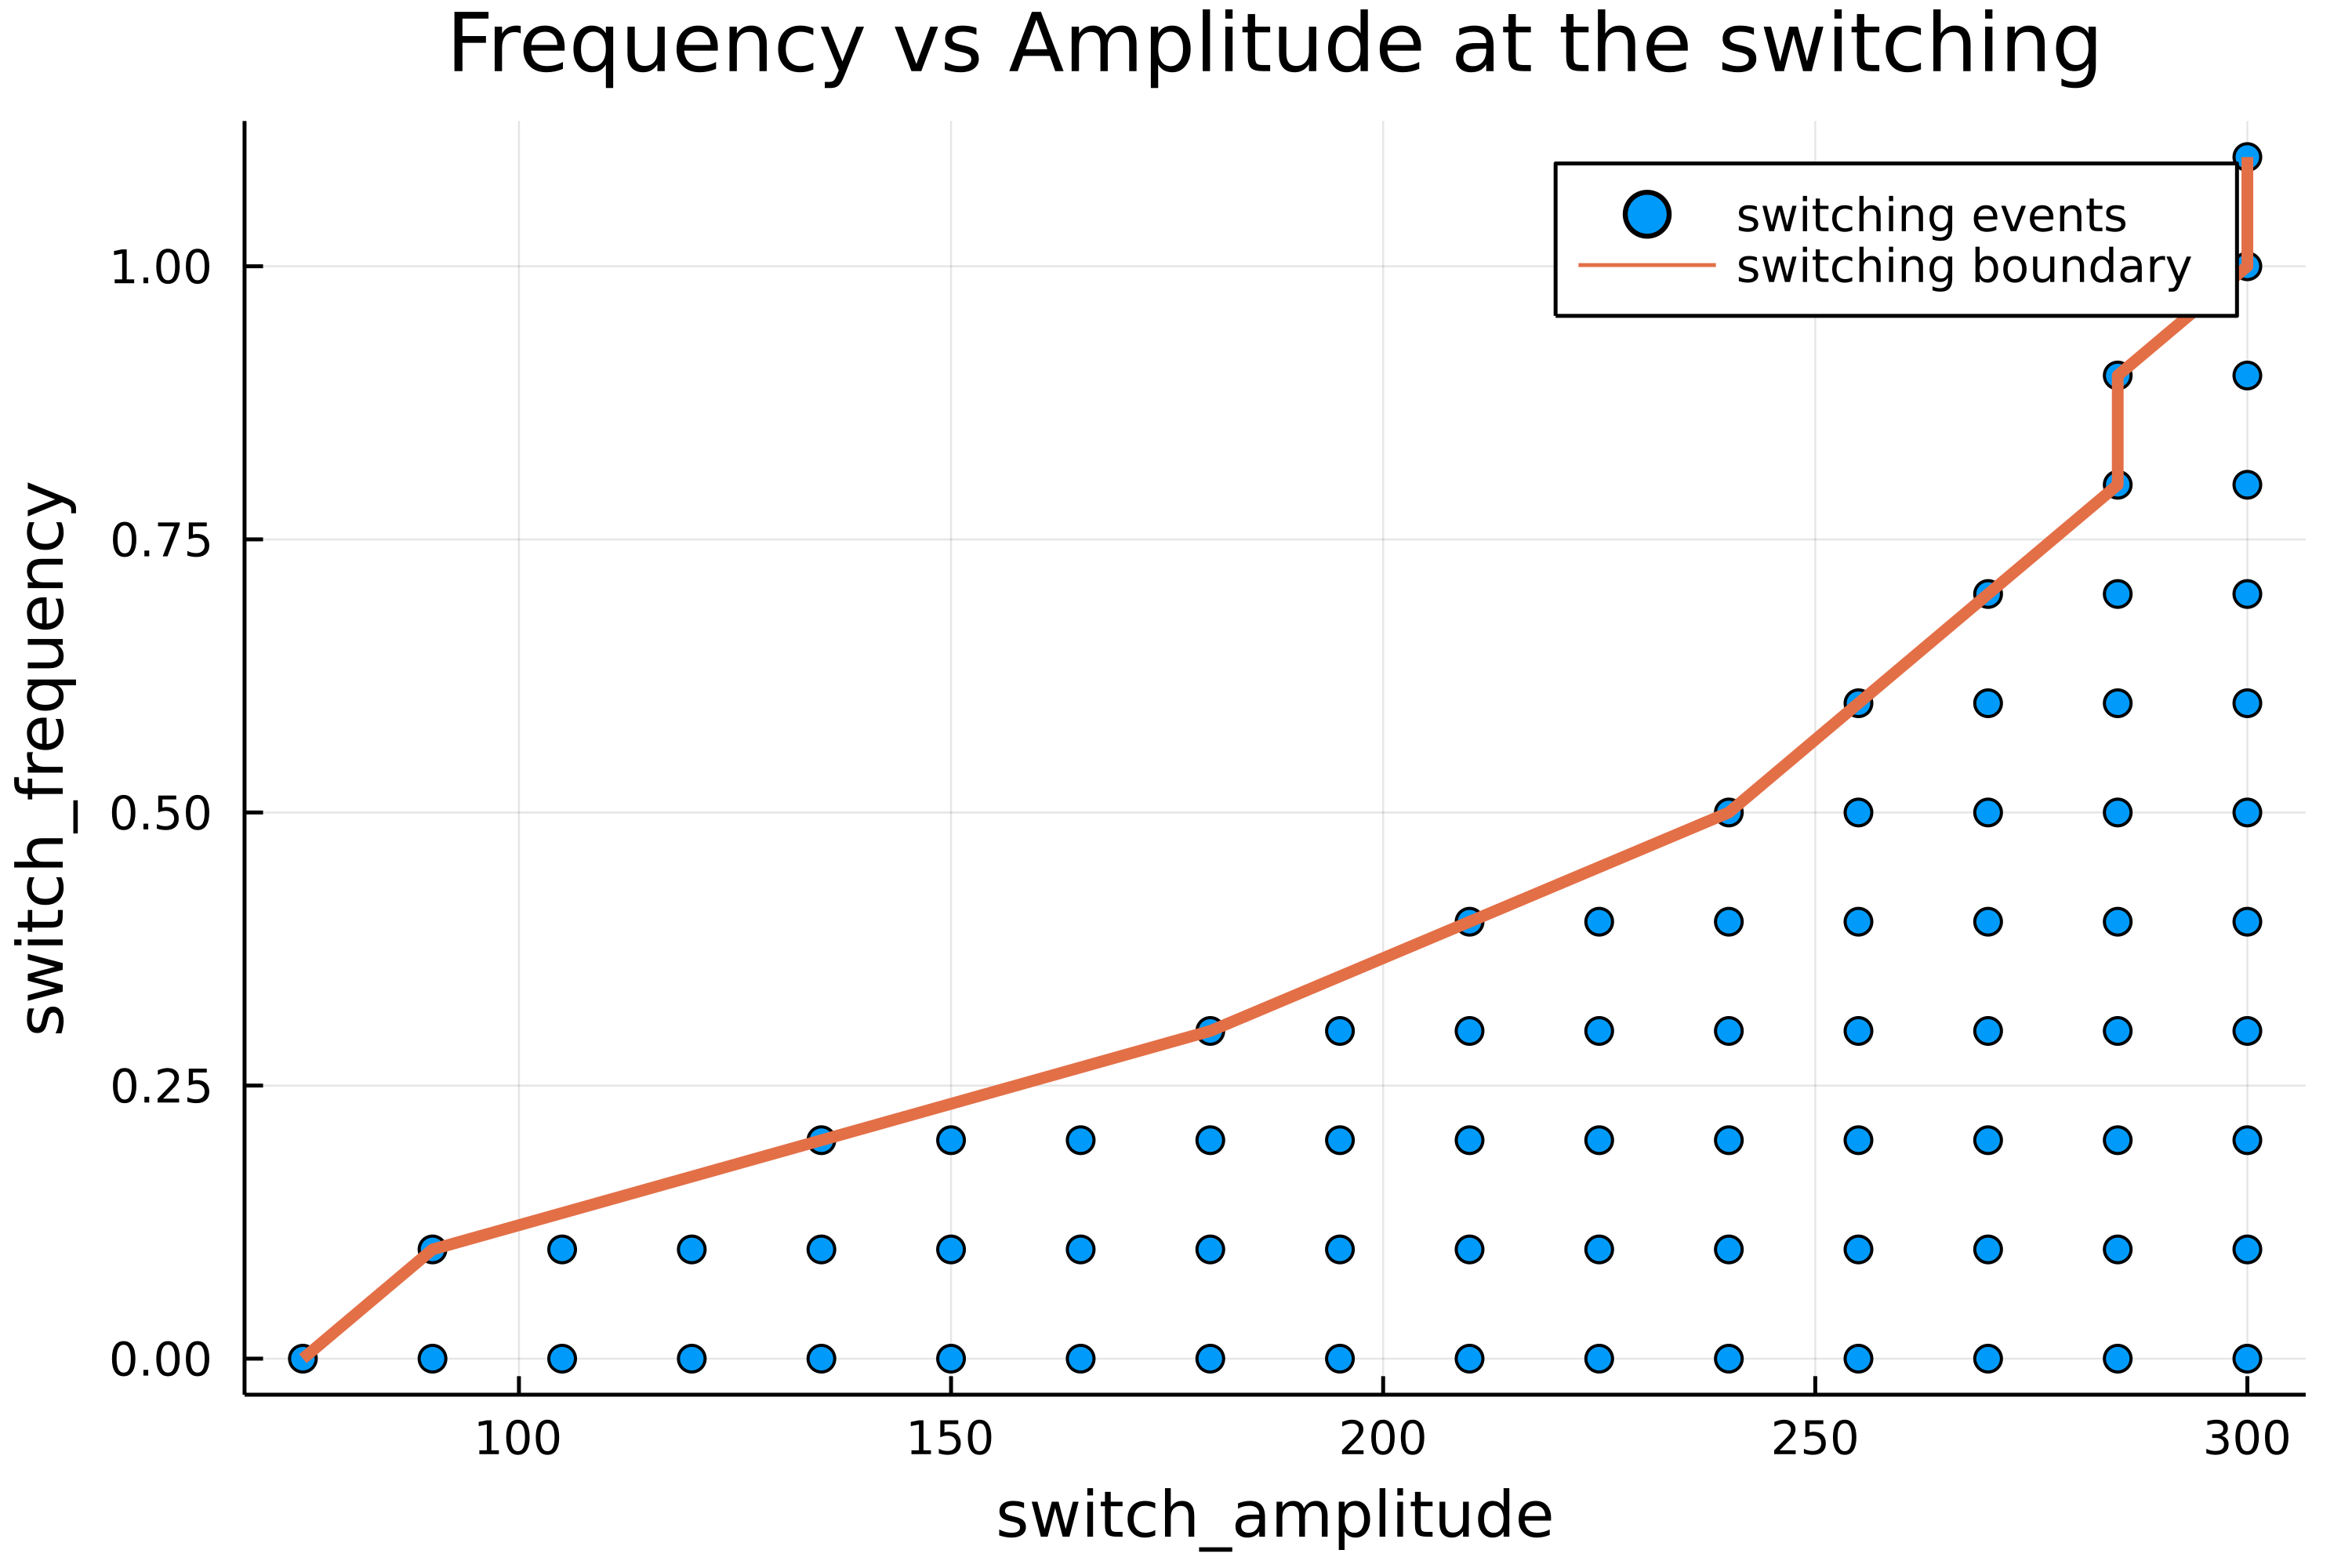 Frequency vs Amplitude at the switching
switching events
switching boundary
1.00
0.75
0.50
0.25
0.00
switch_frequency
100 150 200 250 300
switch_amplitude